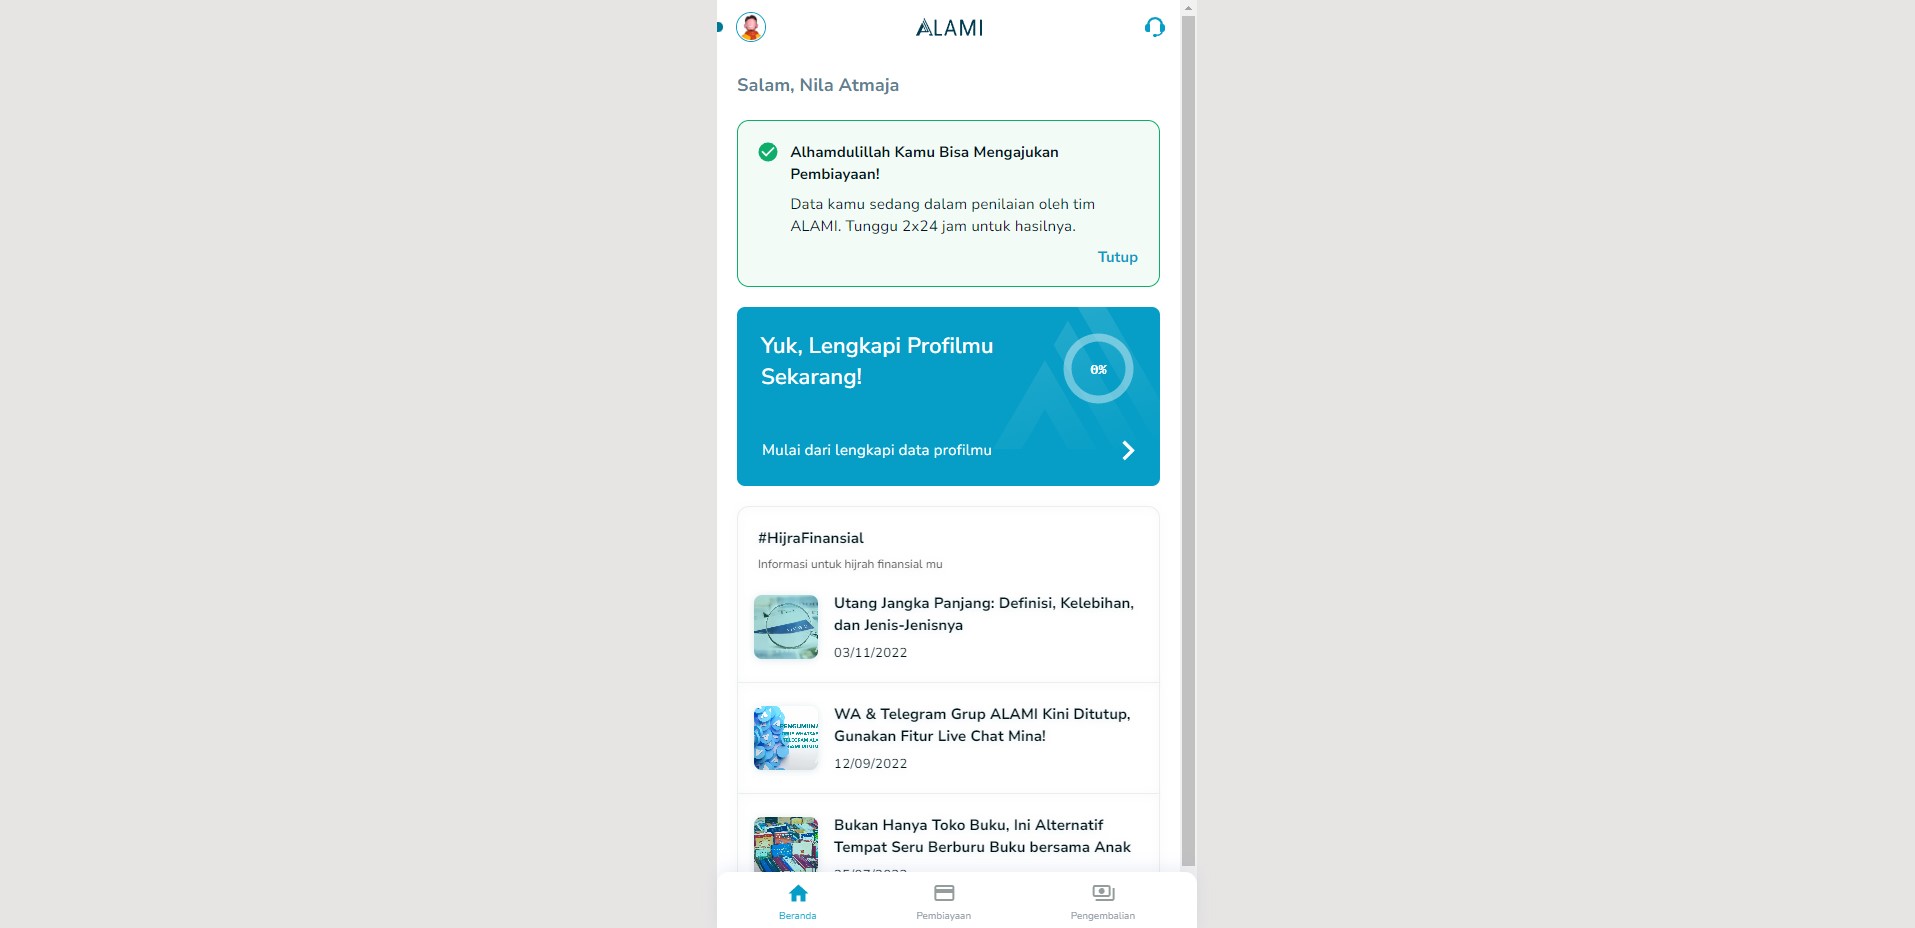 ALAMI
Salam, Nila Atmaja
Alhamdulillah Kamu Bisa Mengajukan
Pembiayaan!
Data kamu sedang dalam penilaian oleh tim
ALAMI. Tunggu 2x24 jam untuk hasilnya.
Tutup
Yuk, Lengkapi Profilmu
Sekarang!
0%
Mulai dari lengkapi data profilmu
#HijraFinansial
Informasi untuk hijrah finansial mu
Utang Jangka Panjang: Definisi, Kelebihan,
dan Jenis-Jenisnya
03/11/2022
WA & Telegram Grup ALAMI Kini Ditutup,
Gunakan Fitur Live Chat Mina!
12/09/2022
Bukan Hanya Toko Buku, Ini Alternatif
Tempat Seru Berburu Buku bersama Anak
Beranda
Pembiayaan
Pengembalian